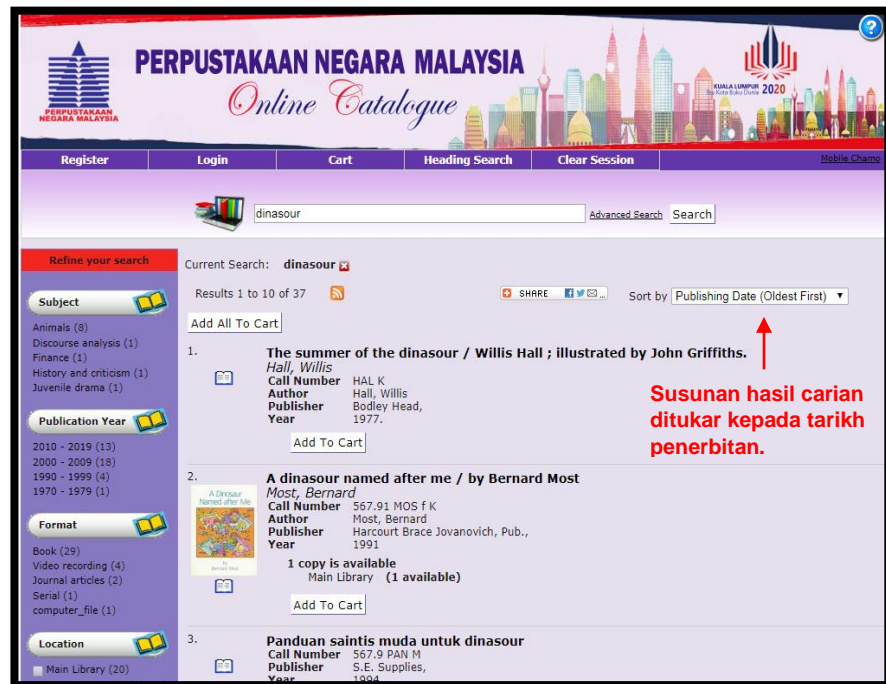 PERPUSTAKAAN NEGARA MALAYSIA
Online Catalogue
PERPUSTAKAAN
NEGARA MALAYSIA
KUALA LUMPUR 2020
Ibu Kota Buku Dunia
?
Register Login Cart Heading Search Clear Session Mobile Chamo
dinasour Advanced Search Search
Refine your search
Current Search: dinasour
Results 1 to 10 of 37 SHARE ... Sort by Publishing Date (Oldest First)
Add All To Cart
Subject
Animals (8)
Discourse analysis (1)
Finance (1)
History and criticism (1)
Juvenile drama (1)
Publication Year
2010 - 2019 (13)
2000 - 2009 (18)
1990 - 1999 (4)
1970 - 1979 (1)
Format
Book (29)
Video recording (4)
Journal articles (2)
Serial (1)
computer_file (1)
Location
Main Library (20)
1. The summer of the dinasour / Willis Hall ; illustrated by John Griffiths.
Hall, Willis
Call Number HAL K
Author Hall, Willis
Publisher Bodley Head,
Year 1977.
Add To Cart
Susunan hasil carian
ditukar kepada tarikh
penerbitan.
2. A dinasour named after me / by Bernard Most
Most, Bernard
Call Number 567.91 MOS f K
Author Most, Bernard
Publisher Harcourt Brace Jovanovich, Pub.,
Year 1991
1 copy is available
Main Library (1 available)
Add To Cart
A Dinosaur
Named after Me
by
Bernard Most
3. Panduan saintis muda untuk dinasour
Call Number 567.9 PAN M
Publisher S.E. Supplies,
Year 1994